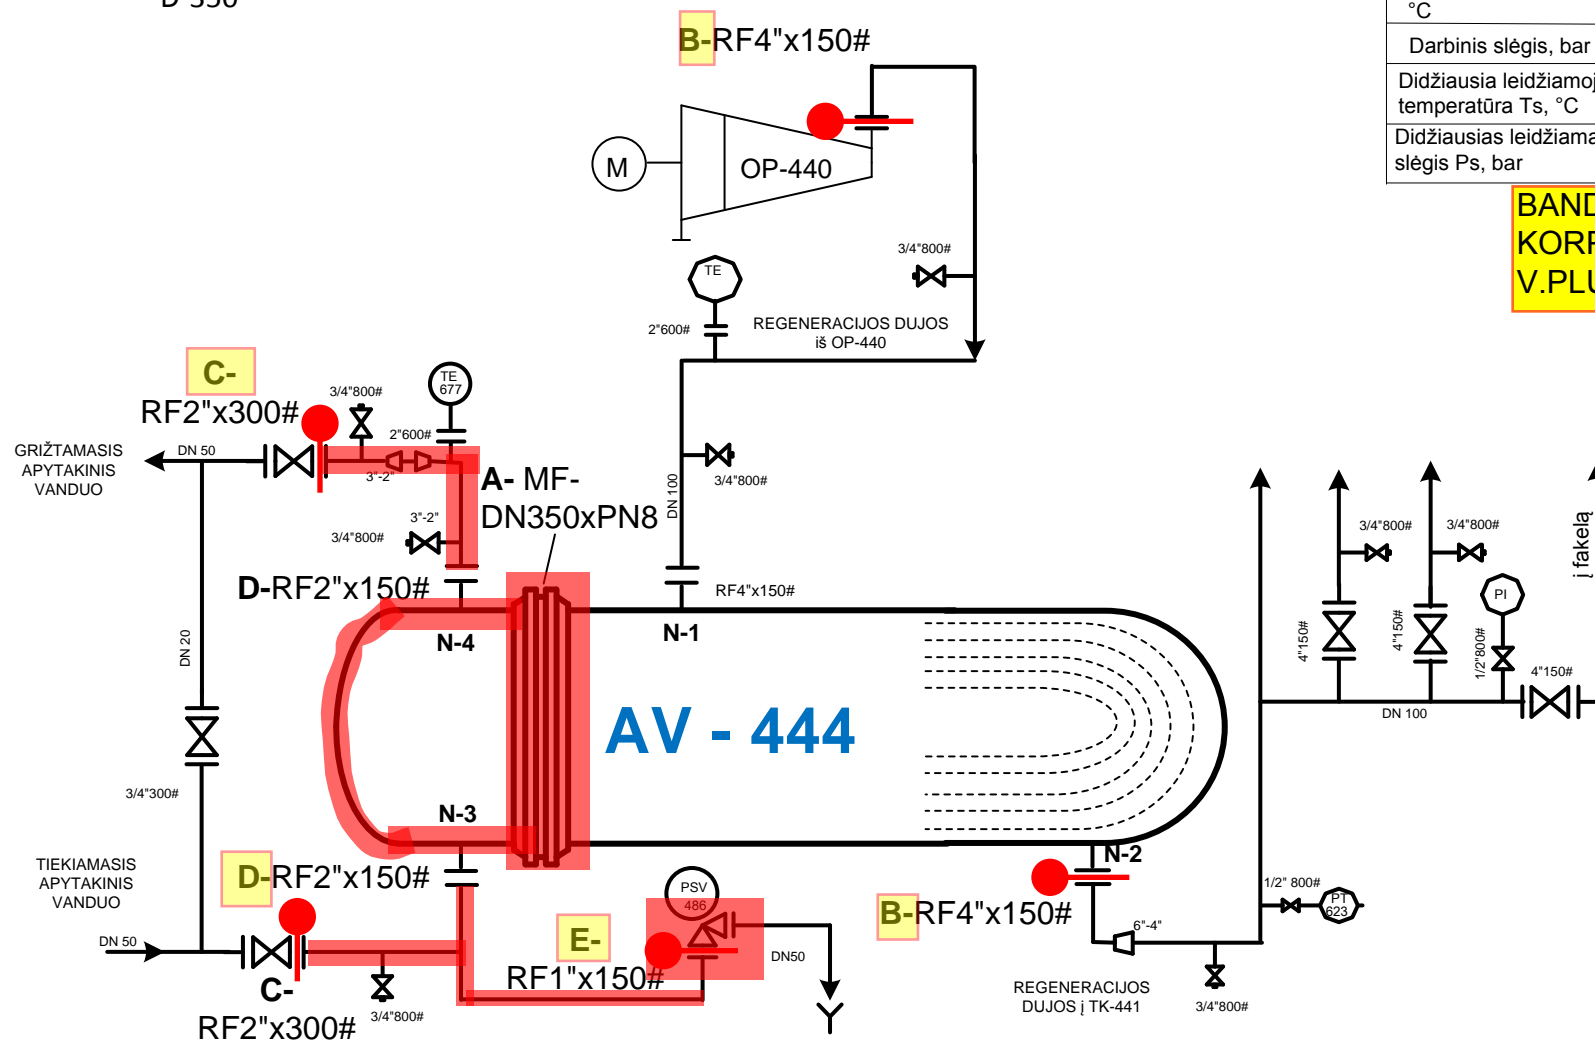 D-350
°C
B-RF4"x150#
Darbinis slėgis, bar
Didžiausia leidžiamoj
temperatūra Ts, °C
Didžiausias leidžiama
slėgis Ps, bar
M
OP-440
BAND
KORP
V.PLU
3/4"800#
TE
2"600#
REGENERACIJOS DUJOS
iš OP-440
C-
RF2"x300#
3/4"800#
TE
677
2"600#
GRIŽTAMASIS
APYTAKINIS
VANDUO
DN 50
3"-2"
A- MF-
DN350xPN8
3"-2"
3/4"800#
DN 100
3/4"800#
D-RF2"x150#
RF4"x150#
N-4
N-1
DN 20
3/4"800#
3/4"800#
į fakelą
PI
4"150#
4"150#
1/2"800#
4"150#
DN 100
AV - 444
3/4"300#
N-3
N-2
TIEKIAMASIS
APYTAKINIS
VANDUO
D-RF2"x150#
PSV
486
B-RF4"x150#
1/2" 800#
PT
623
DN 50
E-
RF1"x150#
DN50
6"-4"
C-
RF2"x300#
3/4"800#
REGENERACIJOS
DUJOS į TK-441
3/4"800#